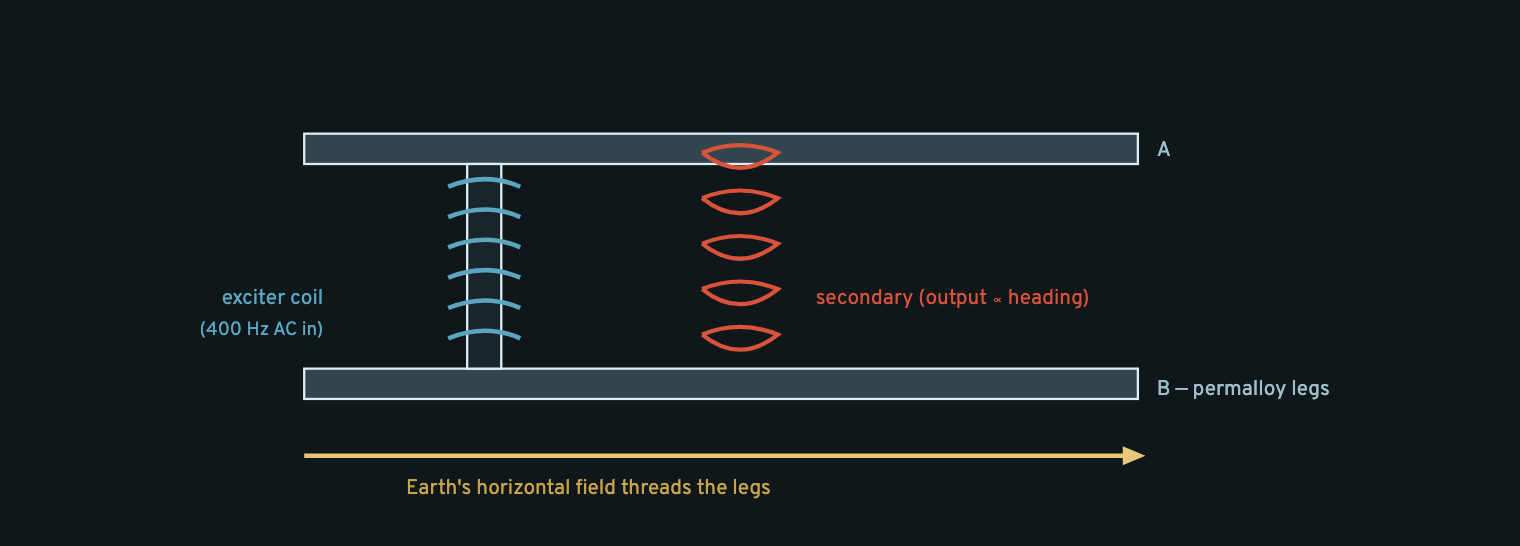 A
exciter coil
(400 Hz AC in)
secondary (output ∝ heading)
B — permalloy legs
Earth's horizontal field threads the legs